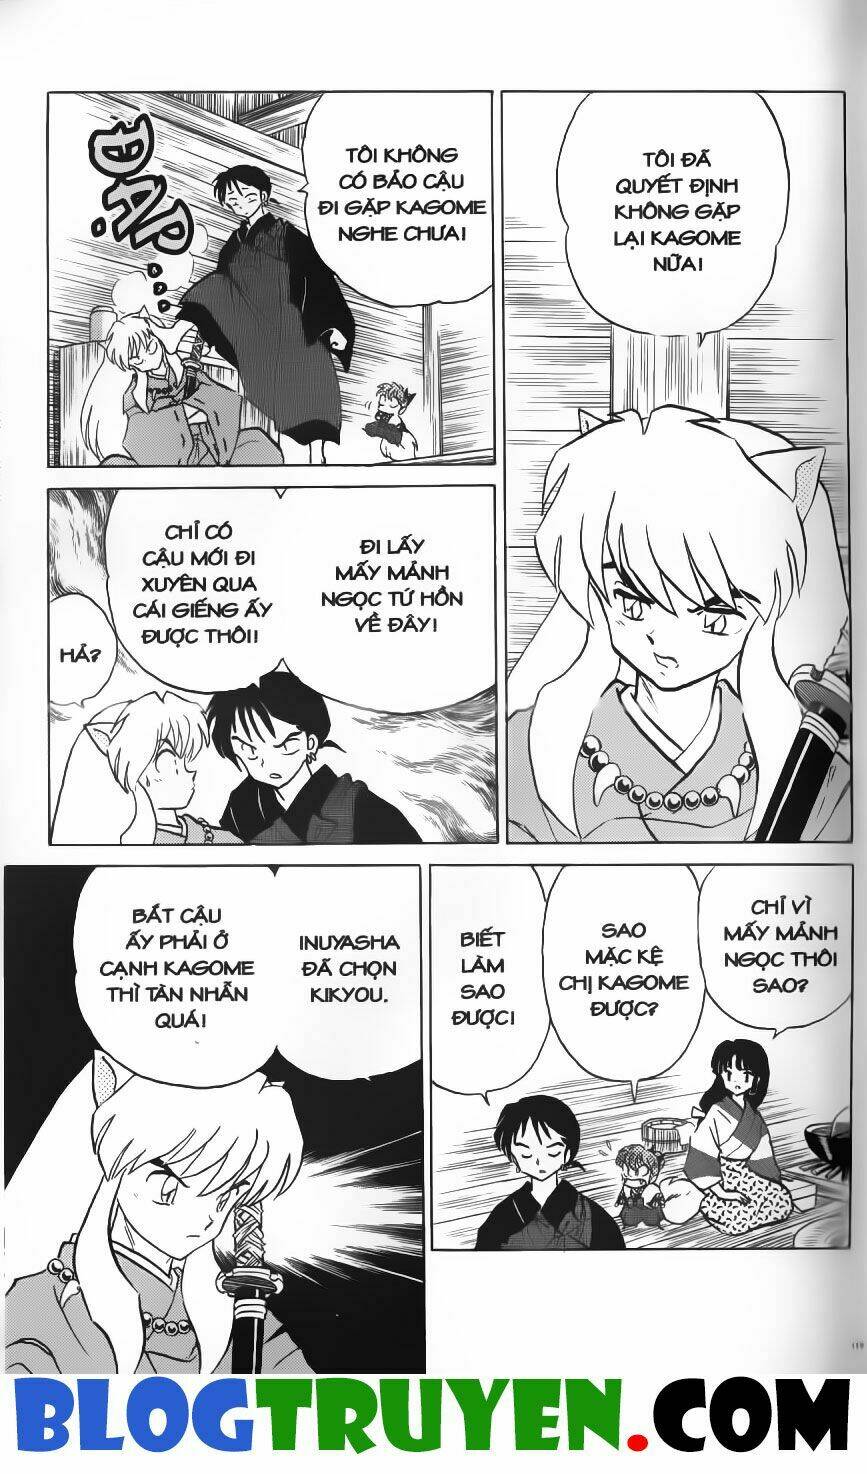 TÔI ĐÃ
QUYẾT ĐỊNH
KHÔNG GẶP
LẠI KAGOME
NỮA!
TÔI KHÔNG
CÓ BẢO CẬU
ĐI GẶP KAGOME
NGHE CHƯA!
ĐẠP
ĐI LẤY
MẤY MẢNH
NGỌC TỨ HỒN
VỀ ĐÂY!
CHỈ CÓ
CẬU MỚI ĐI
XUYÊN QUA
CÁI GIẾNG ẤY
ĐƯỢC THÔI!
HẢ?
CHỈ VÌ
MẤY MẢNH
NGỌC THÔI
SAO?
SAO
MẶC KỆ
CHỊ KAGOME
ĐƯỢC?
BIẾT
LÀM
SAO
ĐƯỢC!
INUYASHA
ĐÃ CHỌN
KIKYOU.
BẮT CẬU
ẤY PHẢI Ở
CẠNH KAGOME
THÌ TÀN NHẪN
QUÁ!
119
BLOGTRUYEN.COM